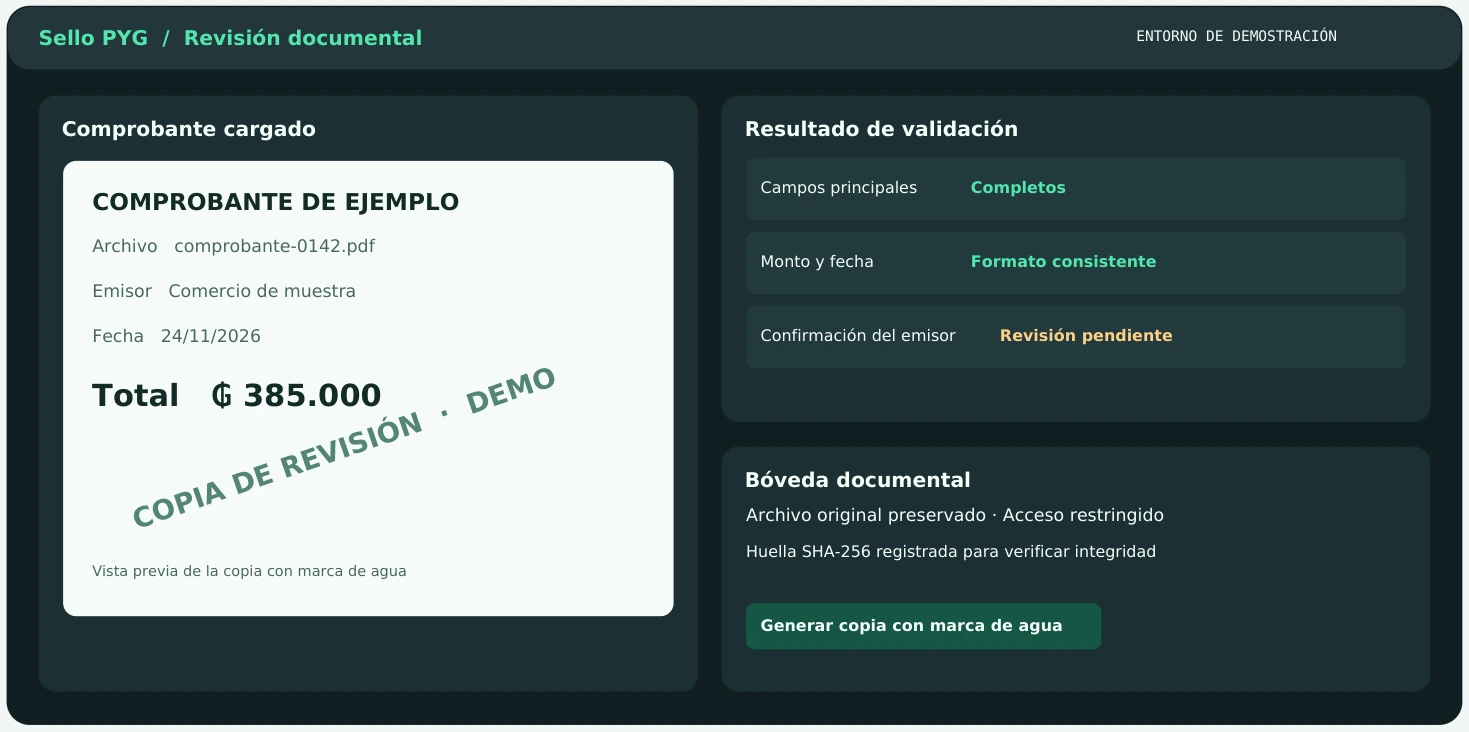 Sello PYG / Revisión documental
ENTORNO DE DEMOSTRACIÓN
Comprobante cargado
COMPROBANTE DE EJEMPLO
Archivo comprobante-0142.pdf
Emisor Comercio de muestra
Fecha 24/11/2026
Total ₲ 385.000
COPIA DE REVISIÓN · DEMO
Vista previa de la copia con marca de agua
Resultado de validación
Campos principales Completos
Monto y fecha Formato consistente
Confirmación del emisor Revisión pendiente
Bóveda documental
Archivo original preservado · Acceso restringido
Huella SHA-256 registrada para verificar integridad
Generar copia con marca de agua